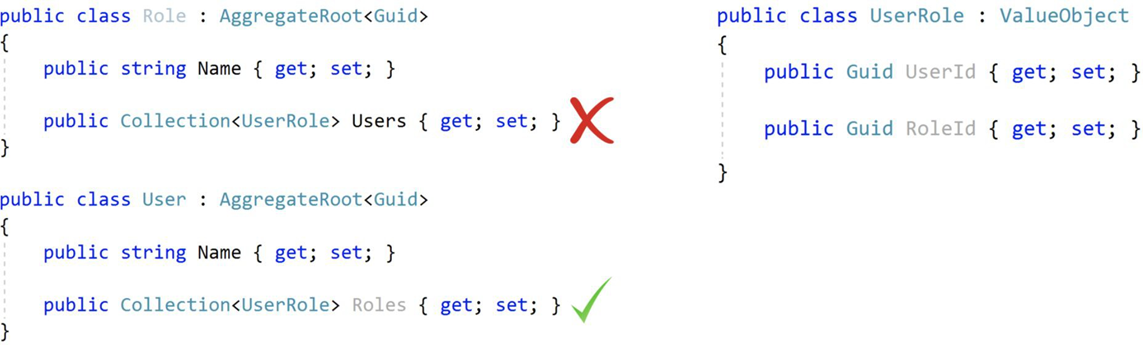 public class Role : AggregateRoot<Guid>
{
public string Name { get; set; }
public Collection<UserRole> Users { get; set; }
}
public class User : AggregateRoot<Guid>
{
public string Name { get; set; }
public Collection<UserRole> Roles { get; set; }
}
public class UserRole : ValueObject
{
public Guid UserId { get; set; }
public Guid RoleId { get; set; }
}